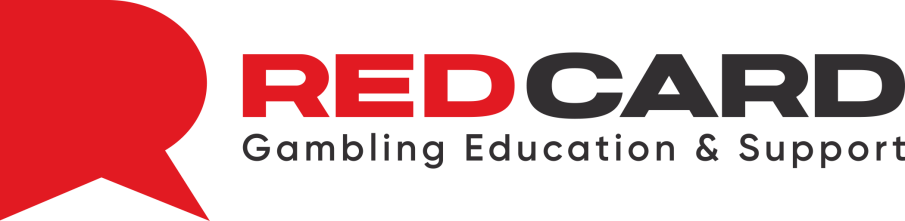 REDCARD
Gambling Education & Support